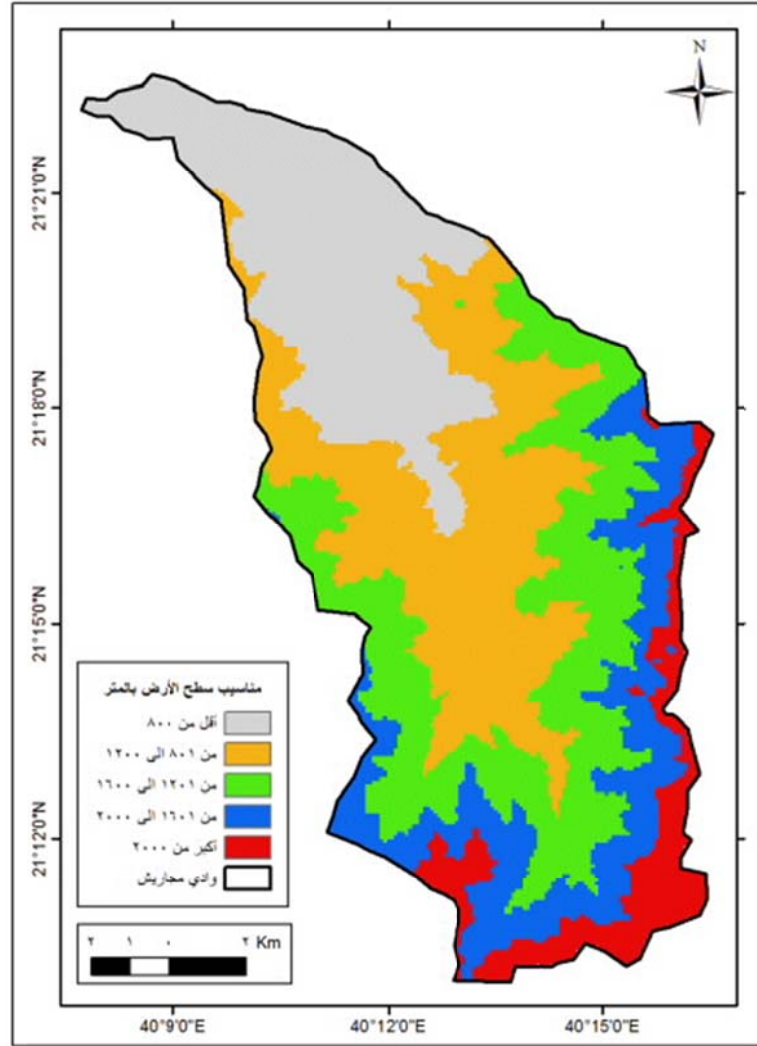 N
21°21'0"N
21°18'0"N
21°15'0"N
21°12'0"N
مناسيب سطح الأرض بالمتر
أقل من ٨٠٠
من ٨٠١ الى ١٢٠٠
من ١٢٠١ الى ١٦٠٠
من ١٦٠١ الى ٢٠٠٠
أكبر من ٢٠٠٠
وادي مجاريش
٢ ١ ٠ ٢ Km
40°9'0"E 40°12'0"E 40°15'0"E